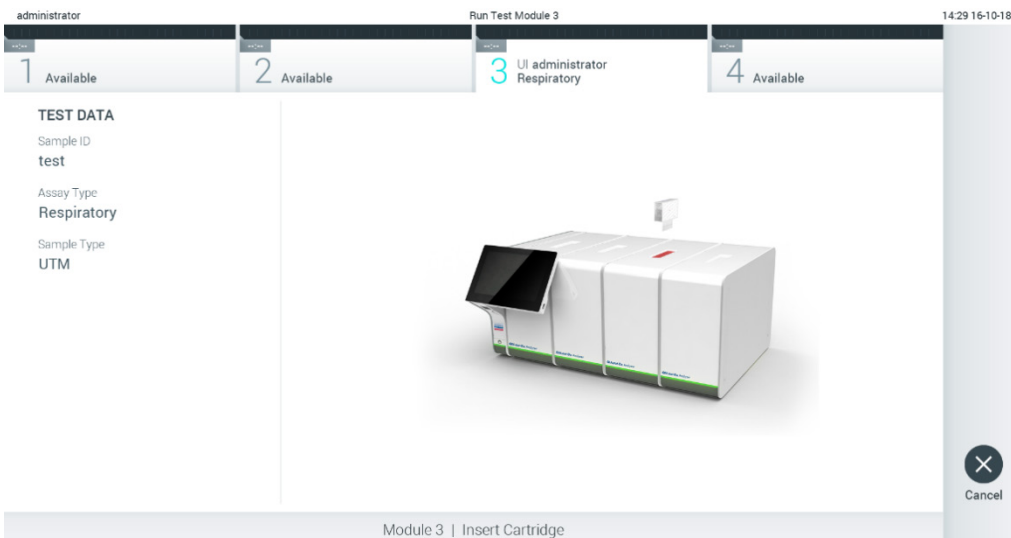 administrator
Run Test Module 3
14:29 16-10-18
--:--
--:--
--:--
--:--
1 Available
2 Available
3 UI administrator
Respiratory
4 Available
TEST DATA
Sample ID
test
Assay Type
Respiratory
Sample Type
UTM
Cancel
Module 3 | Insert Cartridge